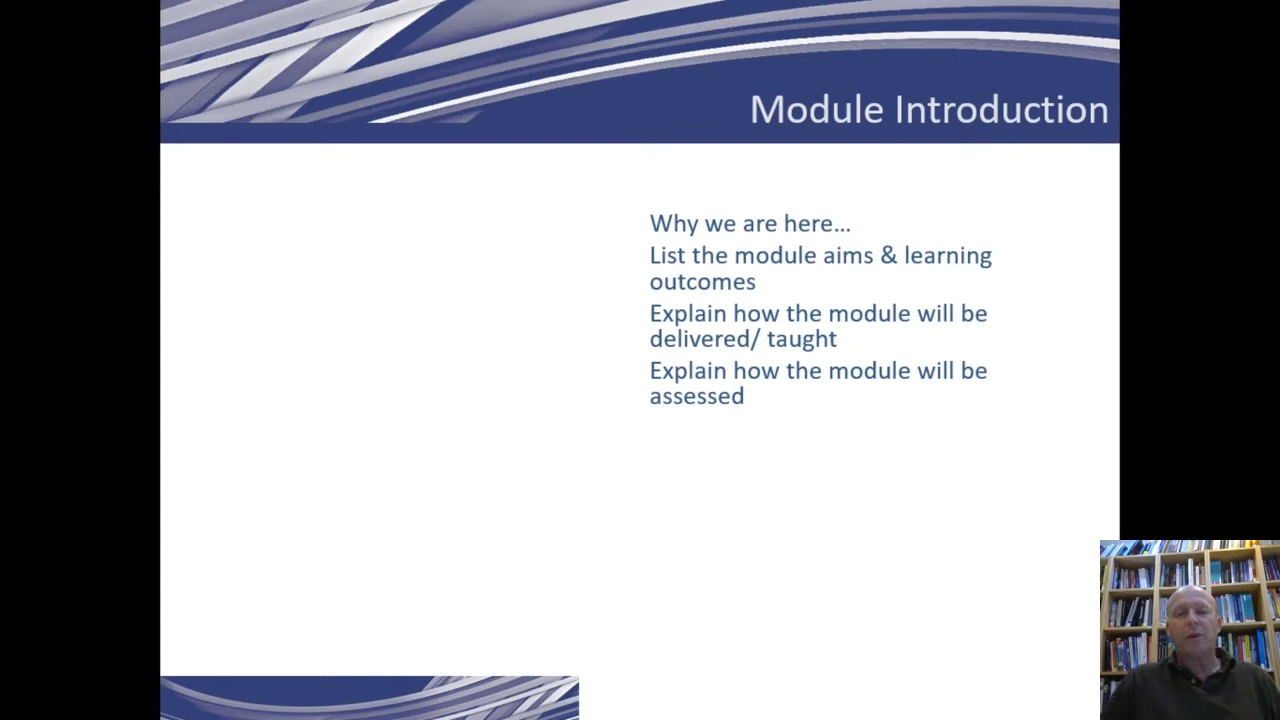 Module Introduction
Why we are here…
List the module aims & learning
outcomes
Explain how the module will be
delivered/ taught
Explain how the module will be
assessed